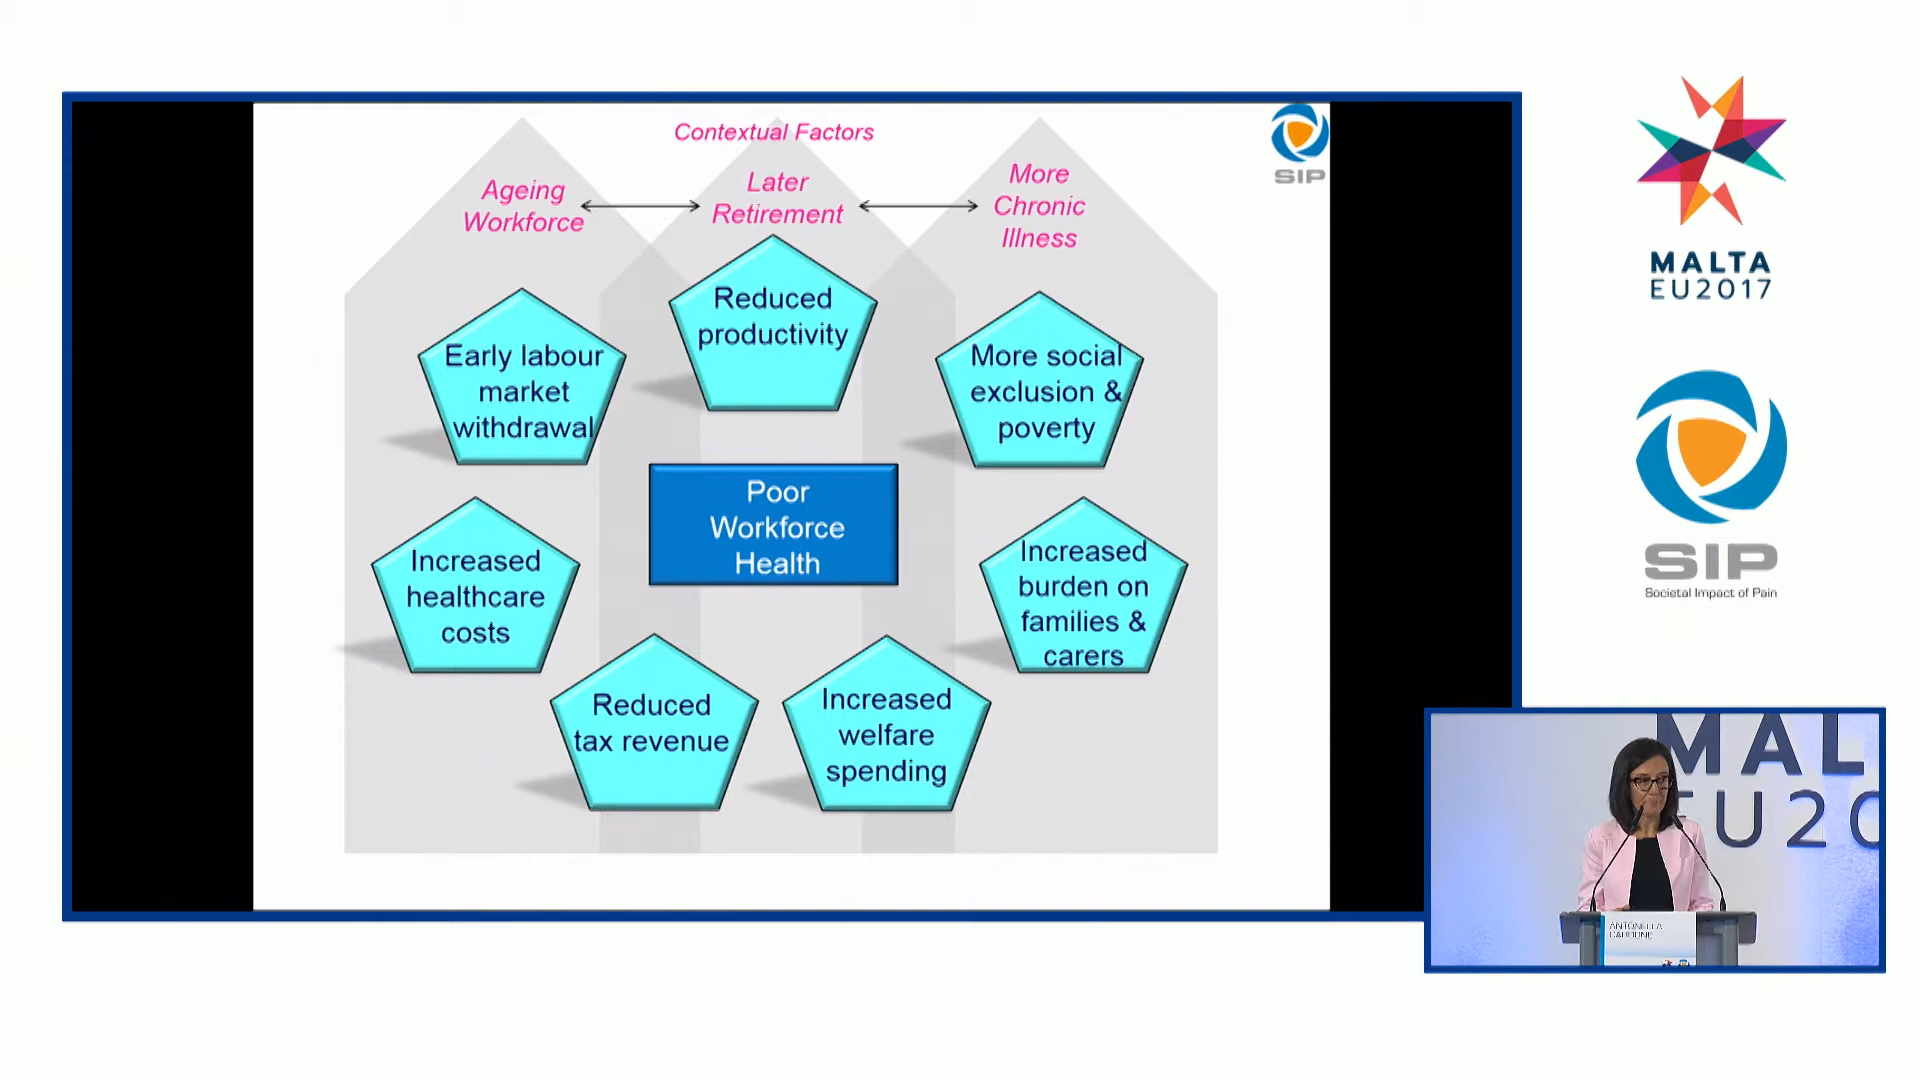 Contextual Factors
Ageing
Workforce
Later
Retirement
More
Chronic
Illness
SIP
Reduced
productivity
Early labour
market
withdrawal
More social
exclusion &
poverty
Poor
Workforce
Health
Increased
healthcare
costs
Increased
burden on
families &
carers
Reduced
tax revenue
Increased
welfare
spending
MALTA
EU2017
SIP
Societal Impact of Pain
MAL
EU20
ANTONELLA